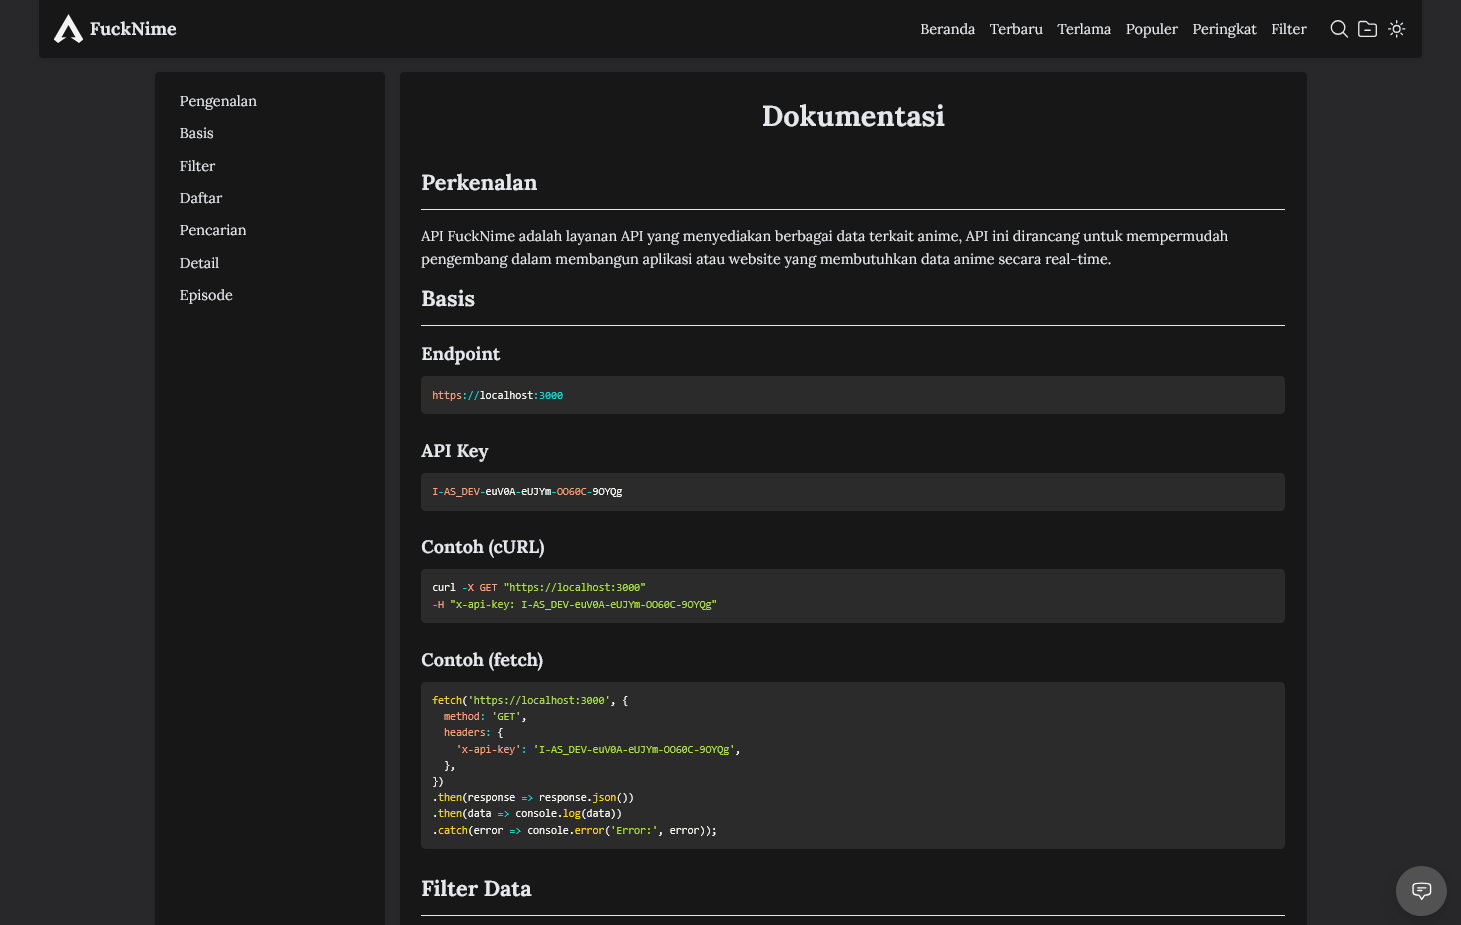 FuckNime
Beranda Terbaru Terlama Populer Peringkat Filter
Pengenalan
Basis
Filter
Daftar
Pencarian
Detail
Episode
Dokumentasi
Perkenalan
API FuckNime adalah layanan API yang menyediakan berbagai data terkait anime, API ini dirancang untuk mempermudah
pengembang dalam membangun aplikasi atau website yang membutuhkan data anime secara real-time.
Basis
Endpoint
https://localhost:3000
API Key
I-AS_DEV-euV0A-eUJYm-OO60C-9OYQg
Contoh (cURL)
curl -X GET "https://localhost:3000"
-H "x-api-key: I-AS_DEV-euV0A-eUJYm-OO60C-9OYQg"
Contoh (fetch)
fetch('https://localhost:3000', {
  method: 'GET',
  headers: {
    'x-api-key': 'I-AS_DEV-euV0A-eUJYm-OO60C-9OYQg',
  },
})
.then(response => response.json())
.then(data => console.log(data))
.catch(error => console.error('Error:', error));
Filter Data